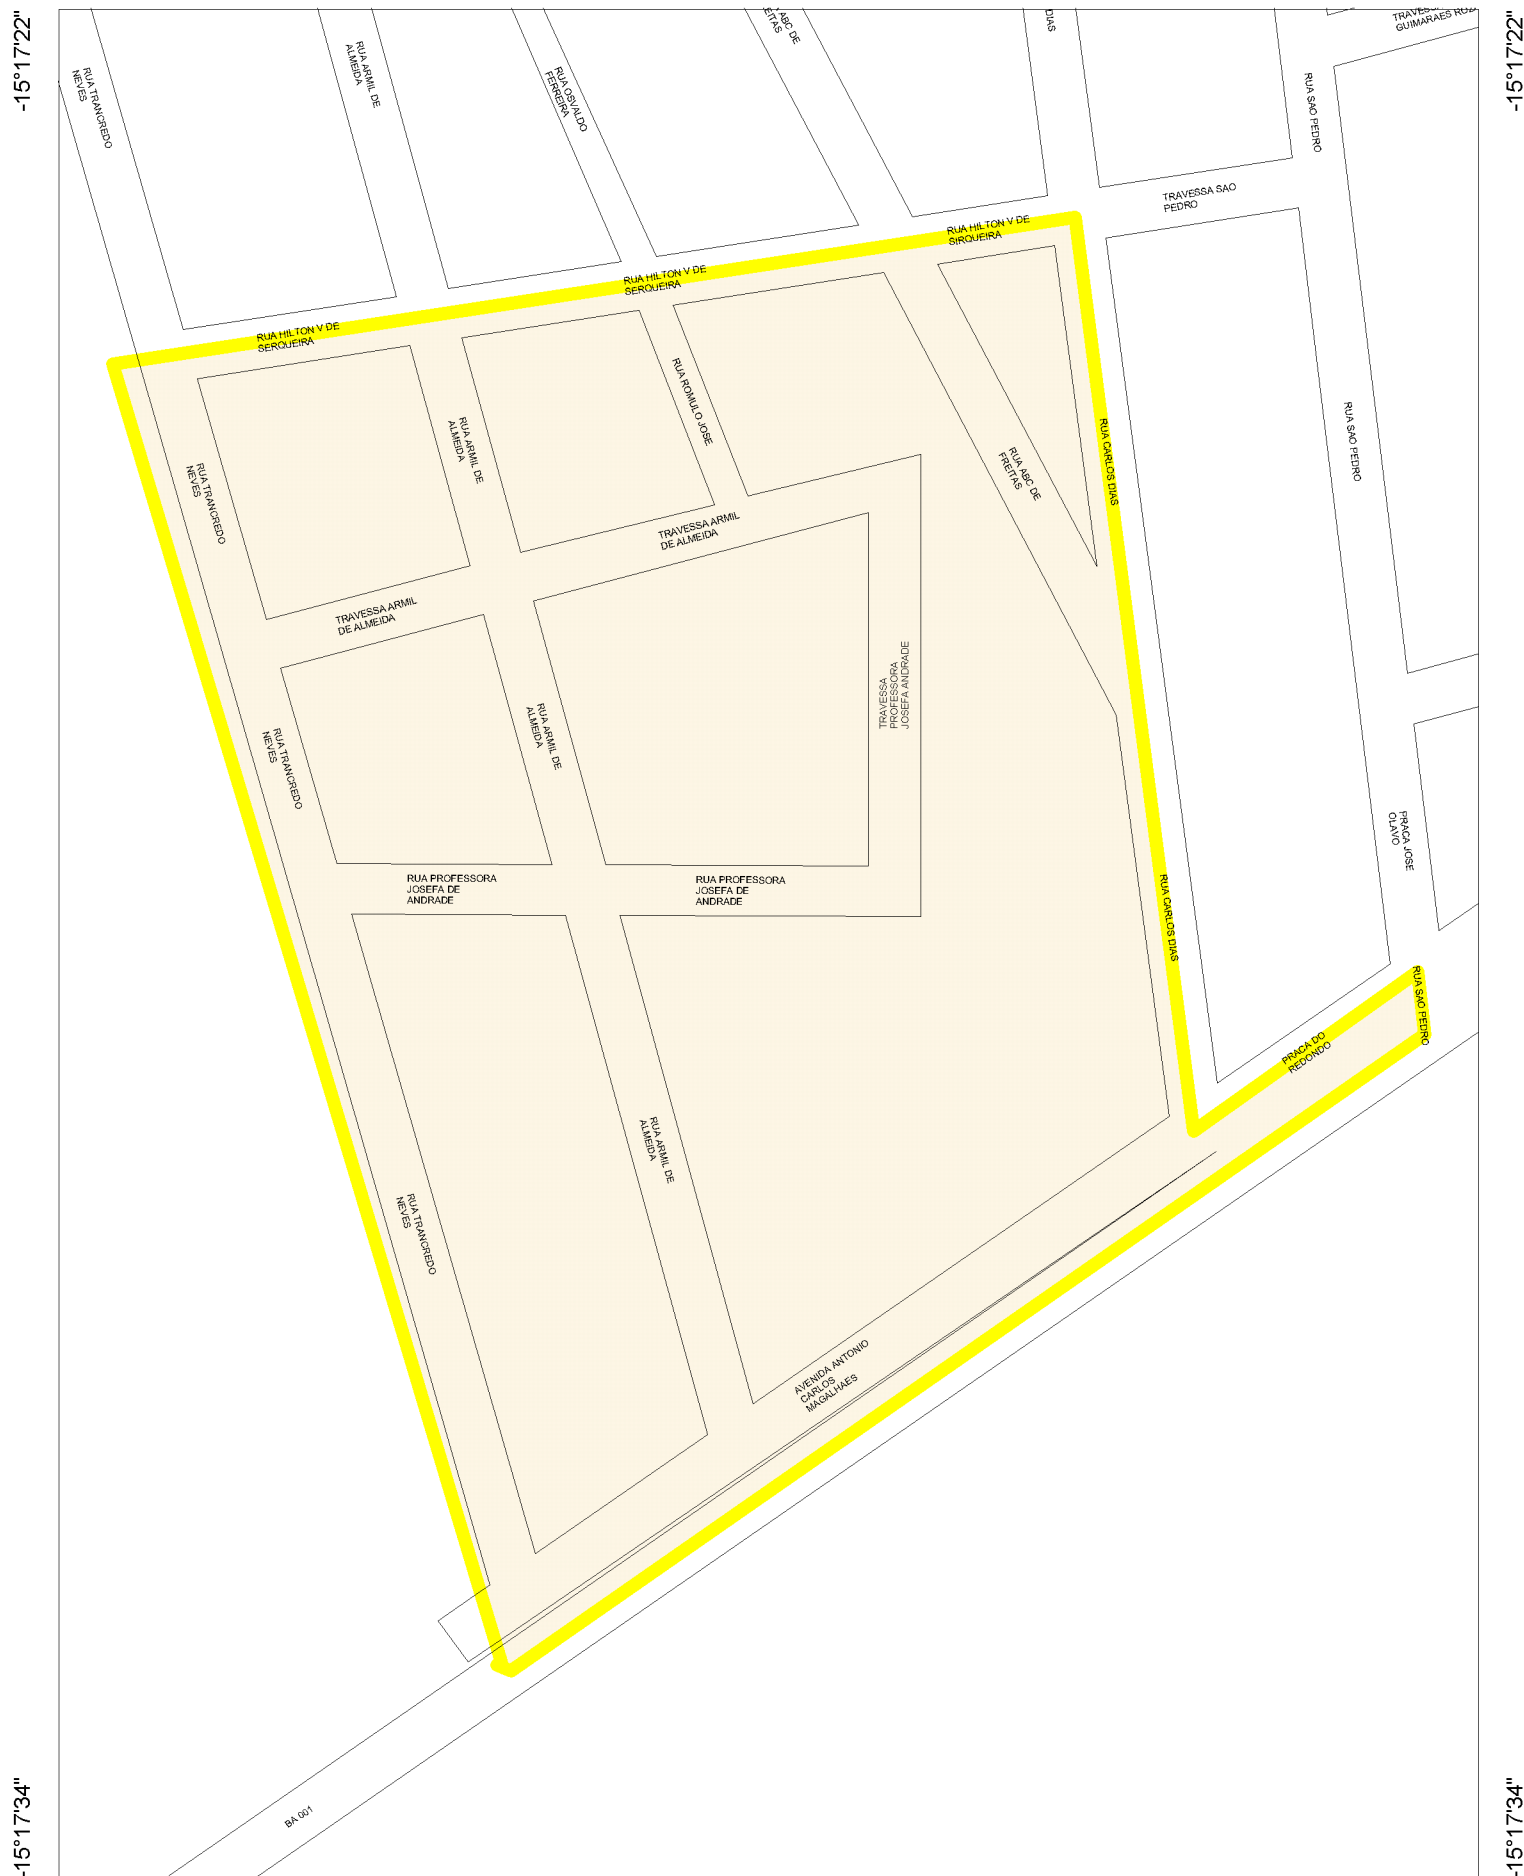 -15°17'22"
-15°17'22"
RUA TRANCREDO
NEVES
RUA ARMIL DE
ALMEIDA
RUA OSVALDO
FERREIRA
ABC DE
DIAS
GUIMARAES
RUA SAO PEDRO
TRAVESSA SAO
PEDRO
RUA HILTON V DE
SIRQUEIRA
RUA HILTON V DE
SERQUEIRA
RUA HILTON V DE
SERQUEIRA
RUA ROMULO JOSE
RUA ARMIL DE
ALMEIDA
RUA TRANCREDO
NEVES
RUA ABC DE
FREITAS
RUA CARLOS DIAS
RUA SAO PEDRO
TRAVESSA ARMIL
DE ALMEIDA
TRAVESSA ARMIL
DE ALMEIDA
TRAVESSA
PROFESSORA
JOSEFA ANDRADE
RUA ARMIL DE
ALMEIDA
RUA TRANCREDO
NEVES
PRACA JOSE
OLAVO
RUA PROFESSORA
JOSEFA DE
ANDRADE
RUA PROFESSORA
JOSEFA DE
ANDRADE
RUA CARLOS DIAS
RUA SAO PEDRO
PRACA DO
REDONDO
RUA ARMIL DE
ALMEIDA
RUA TRANCREDO
NEVES
AVENIDA ANTONIO
CARLOS
MAGALHAES
BA 001
-15°17'34"
-15°17'34"